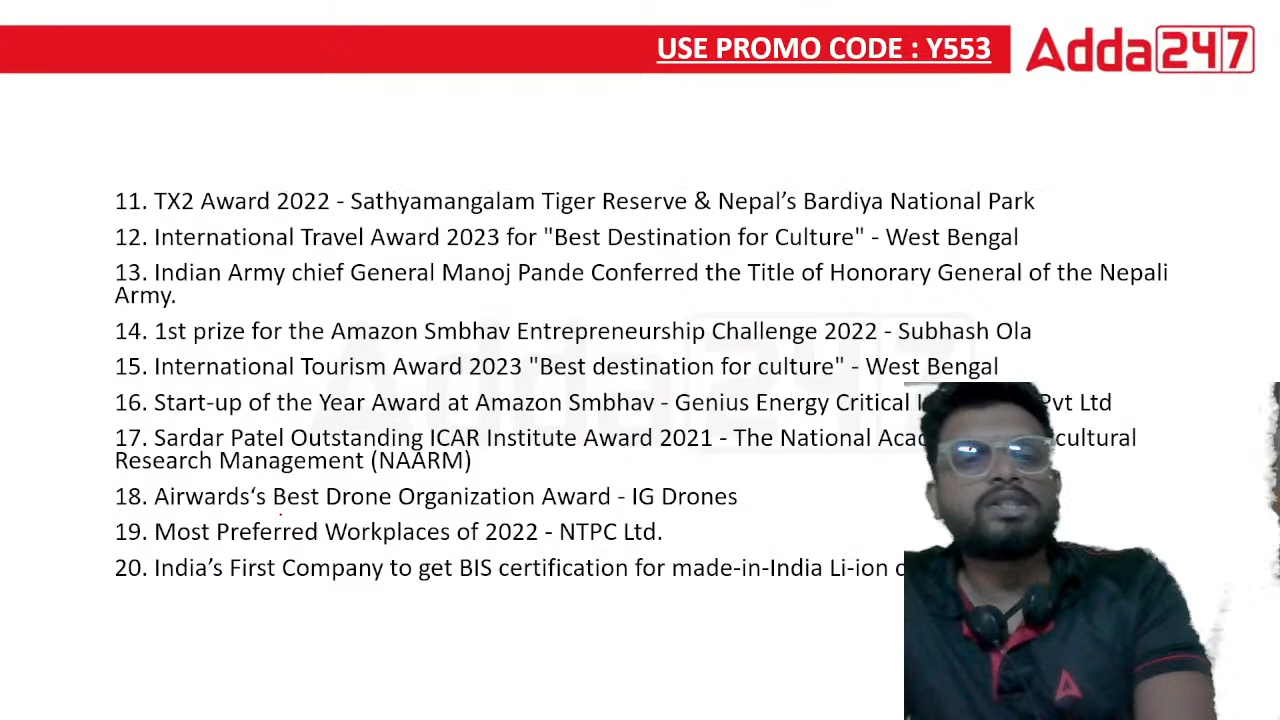 USE PROMO CODE : Y553
Adda247
11. TX2 Award 2022 - Sathyamangalam Tiger Reserve & Nepal’s Bardiya National Park
12. International Travel Award 2023 for "Best Destination for Culture" - West Bengal
13. Indian Army chief General Manoj Pande Conferred the Title of Honorary General of the Nepali
Army.
14. 1st prize for the Amazon Smbhav Entrepreneurship Challenge 2022 - Subhash Ola
15. International Tourism Award 2023 "Best destination for culture" - West Bengal
16. Start-up of the Year Award at Amazon Smbhav - Genius Energy Critical Pvt Ltd
17. Sardar Patel Outstanding ICAR Institute Award 2021 - The National
Research Management (NAARM)
18. Airwards‘s Best Drone Organization Award - IG Drones
19. Most Preferred Workplaces of 2022 - NTPC Ltd.
20. India’s First Company to get BIS certification for made-in-India Li-ion